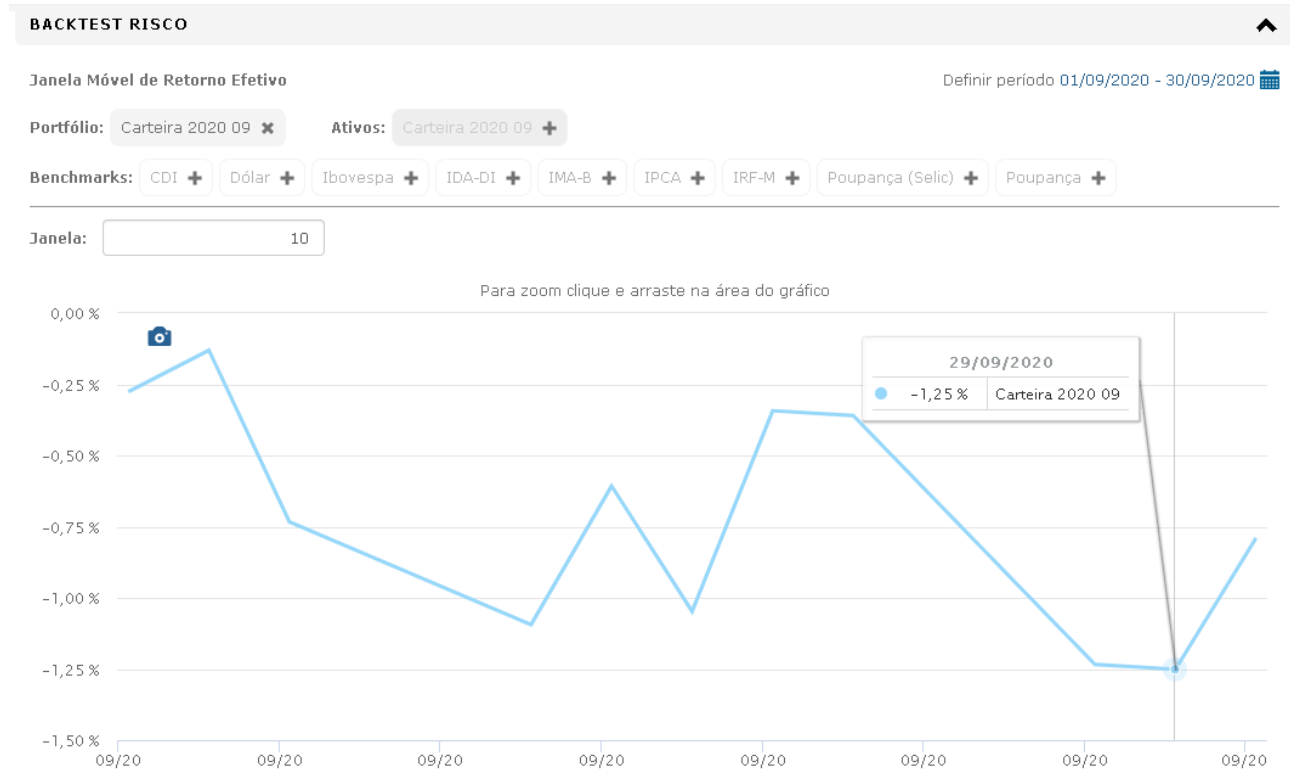 BACKTEST RISCO
Janela Móvel de Retorno Efetivo
Definir período 01/09/2020 - 30/09/2020
Portfólio: Carteira 2020 09 ✖ Ativos: Carteira 2020 09 +
Benchmarks: CDI + Dólar + Ibovespa + IDA-DI + IMA-B + IPCA + IRF-M + Poupança (Selic) + Poupança +
Janela: 10
Para zoom clique e arraste na área do gráfico
0,00 %
-0,25 %
-0,50 %
-0,75 %
-1,00 %
-1,25 %
-1,50 %
29/09/2020
-1,25 % Carteira 2020 09
09/20 09/20 09/20 09/20 09/20 09/20 09/20 09/20